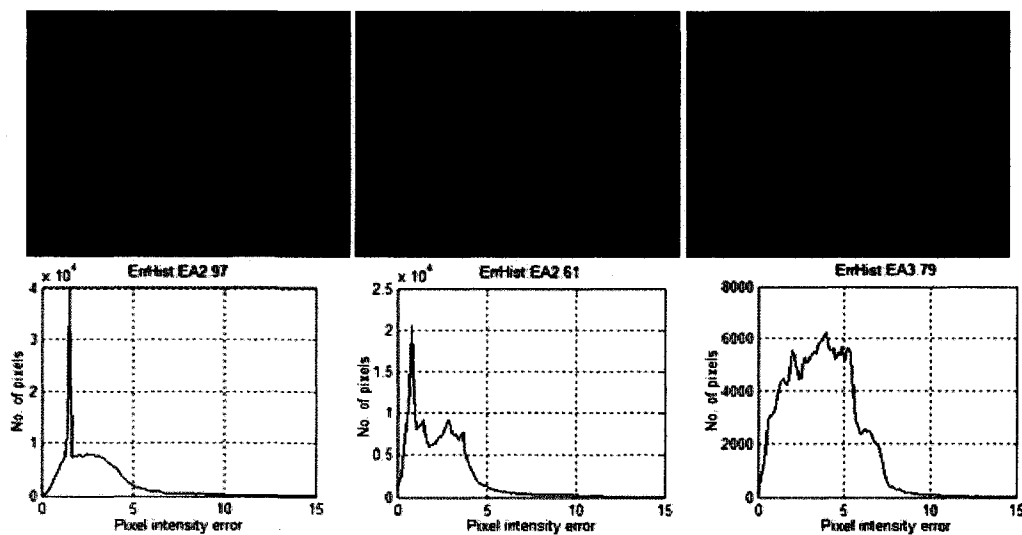 ErrHist:EA2.97
ErrHist:EA2.61
ErrHist:EA3.79
x 10^4
4
3
2
1
0
No. of pixels
0 5 10 15
Pixel intensity error
x 10^4
2.5
2
1.5
1
0.5
0
No. of pixels
0 5 10 15
Pixel intensity error
8000
6000
4000
2000
0
No. of pixels
0 5 10 15
Pixel intensity error